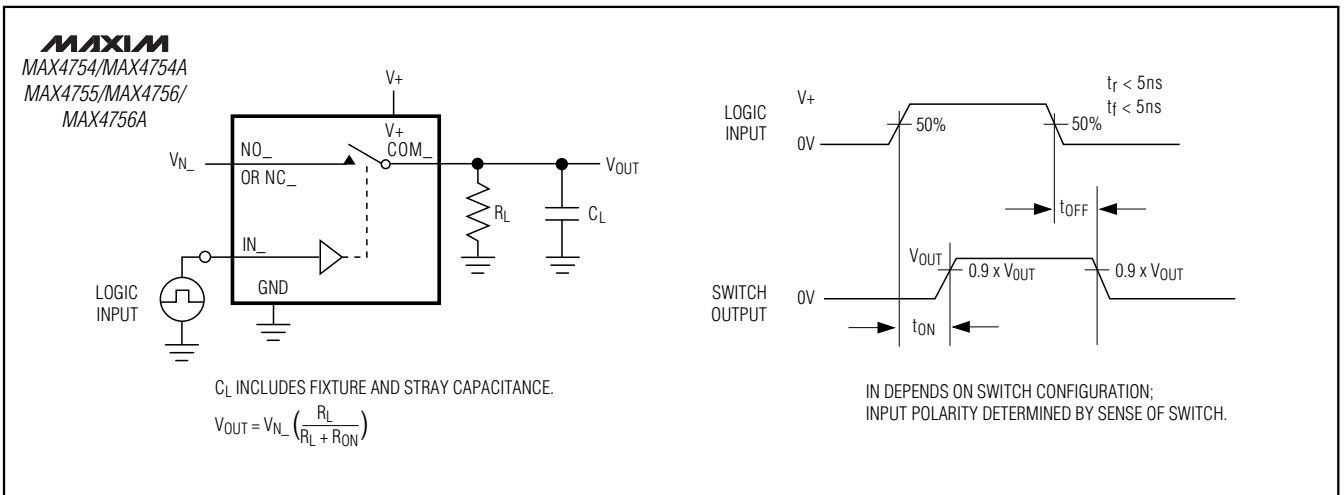 MAXIM
MAX4754/MAX4754A
MAX4755/MAX4756/
MAX4756A
V+
V+
NO_
COM_
V_N_
OR NC_
V_OUT
R_L
C_L
IN_
LOGIC
INPUT
GND
C_L INCLUDES FIXTURE AND STRAY CAPACITANCE.
V_OUT = V_N_ (R_L / (R_L + R_ON))
LOGIC
INPUT
V+
0V
50%
50%
t_r < 5ns
t_f < 5ns
t_OFF
SWITCH
OUTPUT
V_OUT
0V
0.9 x V_OUT
0.9 x V_OUT
t_ON
IN DEPENDS ON SWITCH CONFIGURATION;
INPUT POLARITY DETERMINED BY SENSE OF SWITCH.